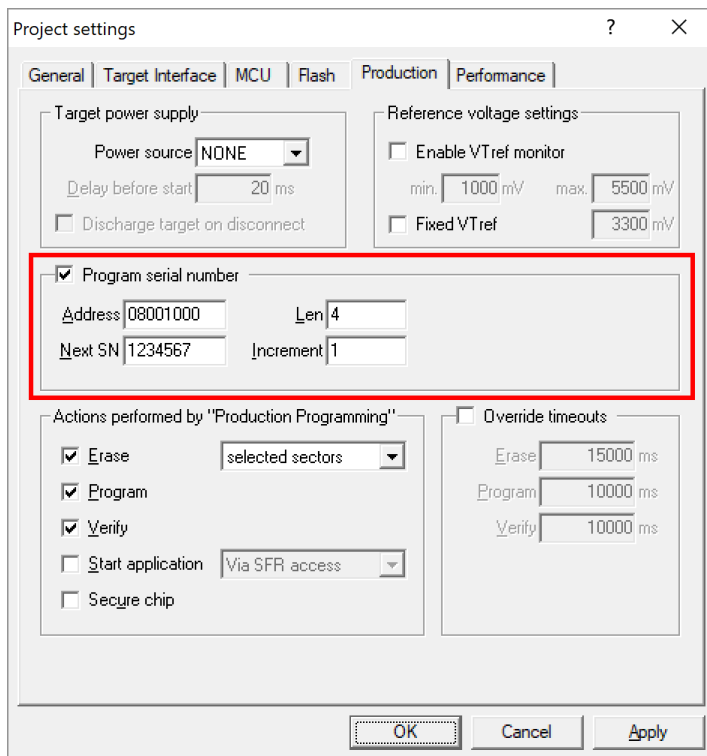 Project settings
General Target Interface MCU Flash Production Performance
Target power supply
Power source NONE
Delay before start 20 ms
Discharge target on disconnect
Reference voltage settings
Enable VTref monitor
min. 1000 mV max. 5500 mV
Fixed VTref 3300 mV
Program serial number
Address 08001000 Len 4
Next SN 1234567 Increment 1
Actions performed by "Production Programming"
Erase selected sectors
Program
Verify
Start application Via SFR access
Secure chip
Override timeouts
Erase 15000 ms
Program 10000 ms
Verify 10000 ms
OK Cancel Apply